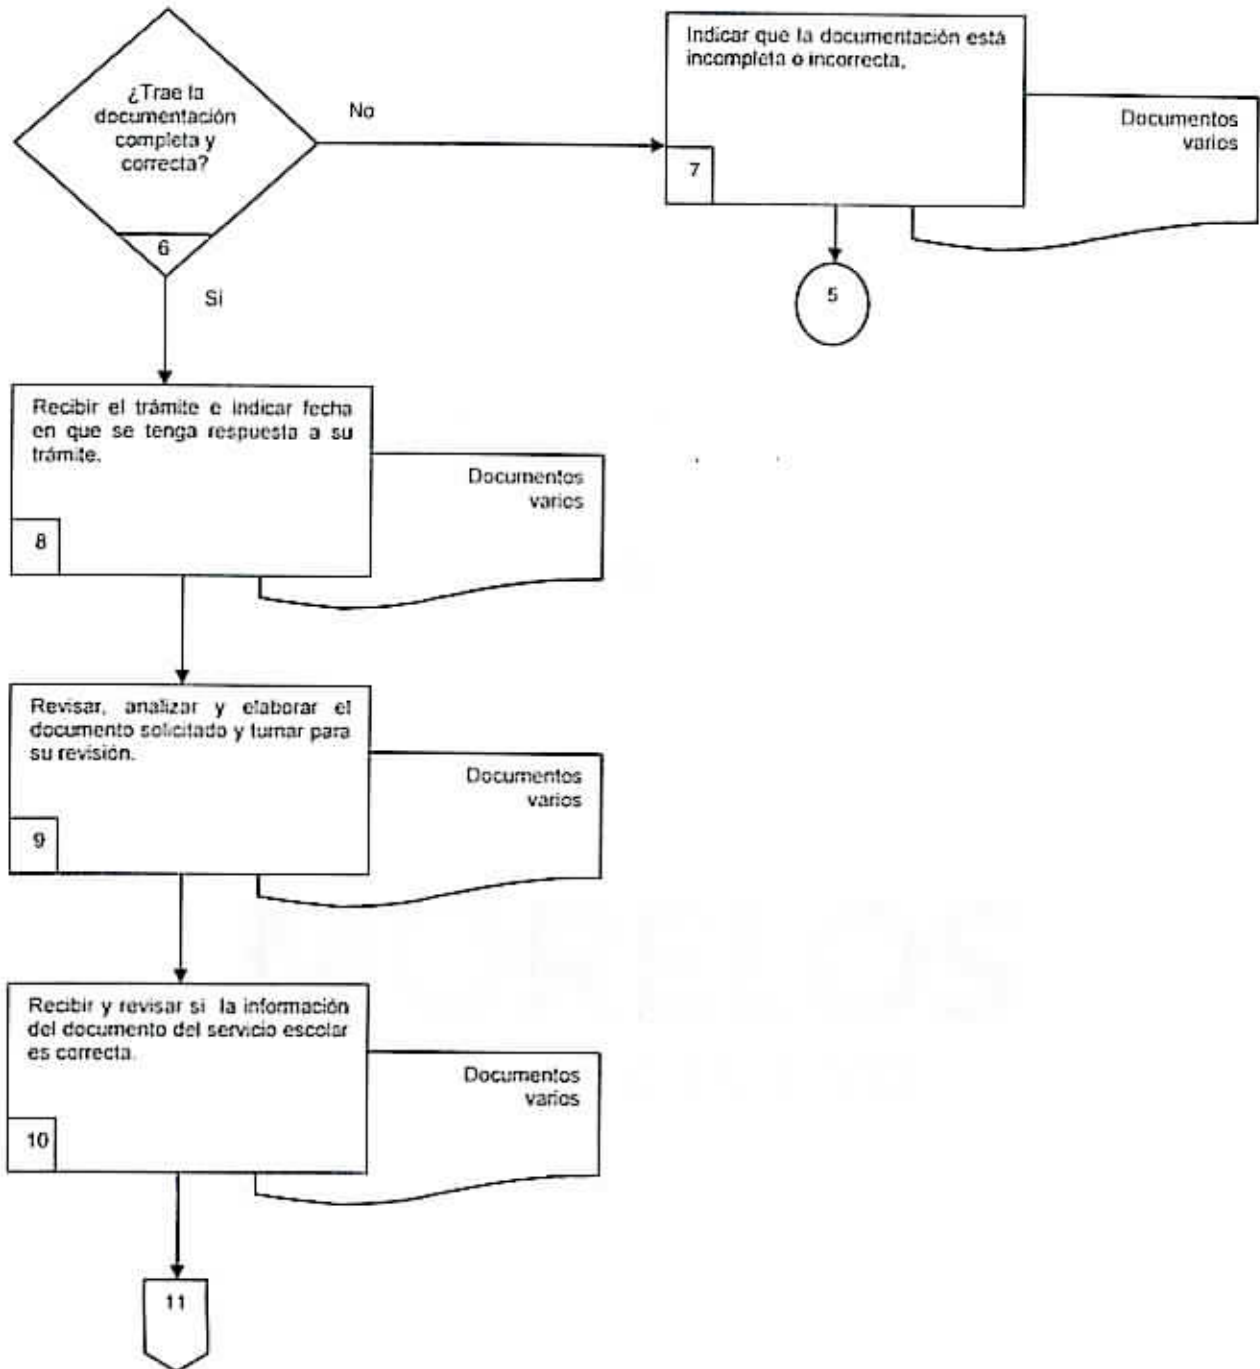 ¿Trae la
documentación
completa y
correcta?
6
No
Sí
Indicar que la documentación está
incompleta o incorrecta.
7
Documentos
varios
5
Recibir el trámite e indicar fecha
en que se tenga respuesta a su
trámite.
8
Documentos
varios
Revisar, analizar y elaborar el
documento solicitado y turnar para
su revisión.
9
Documentos
varios
Recibir y revisar si la información
del documento del servicio escolar
es correcta.
10
Documentos
varios
11